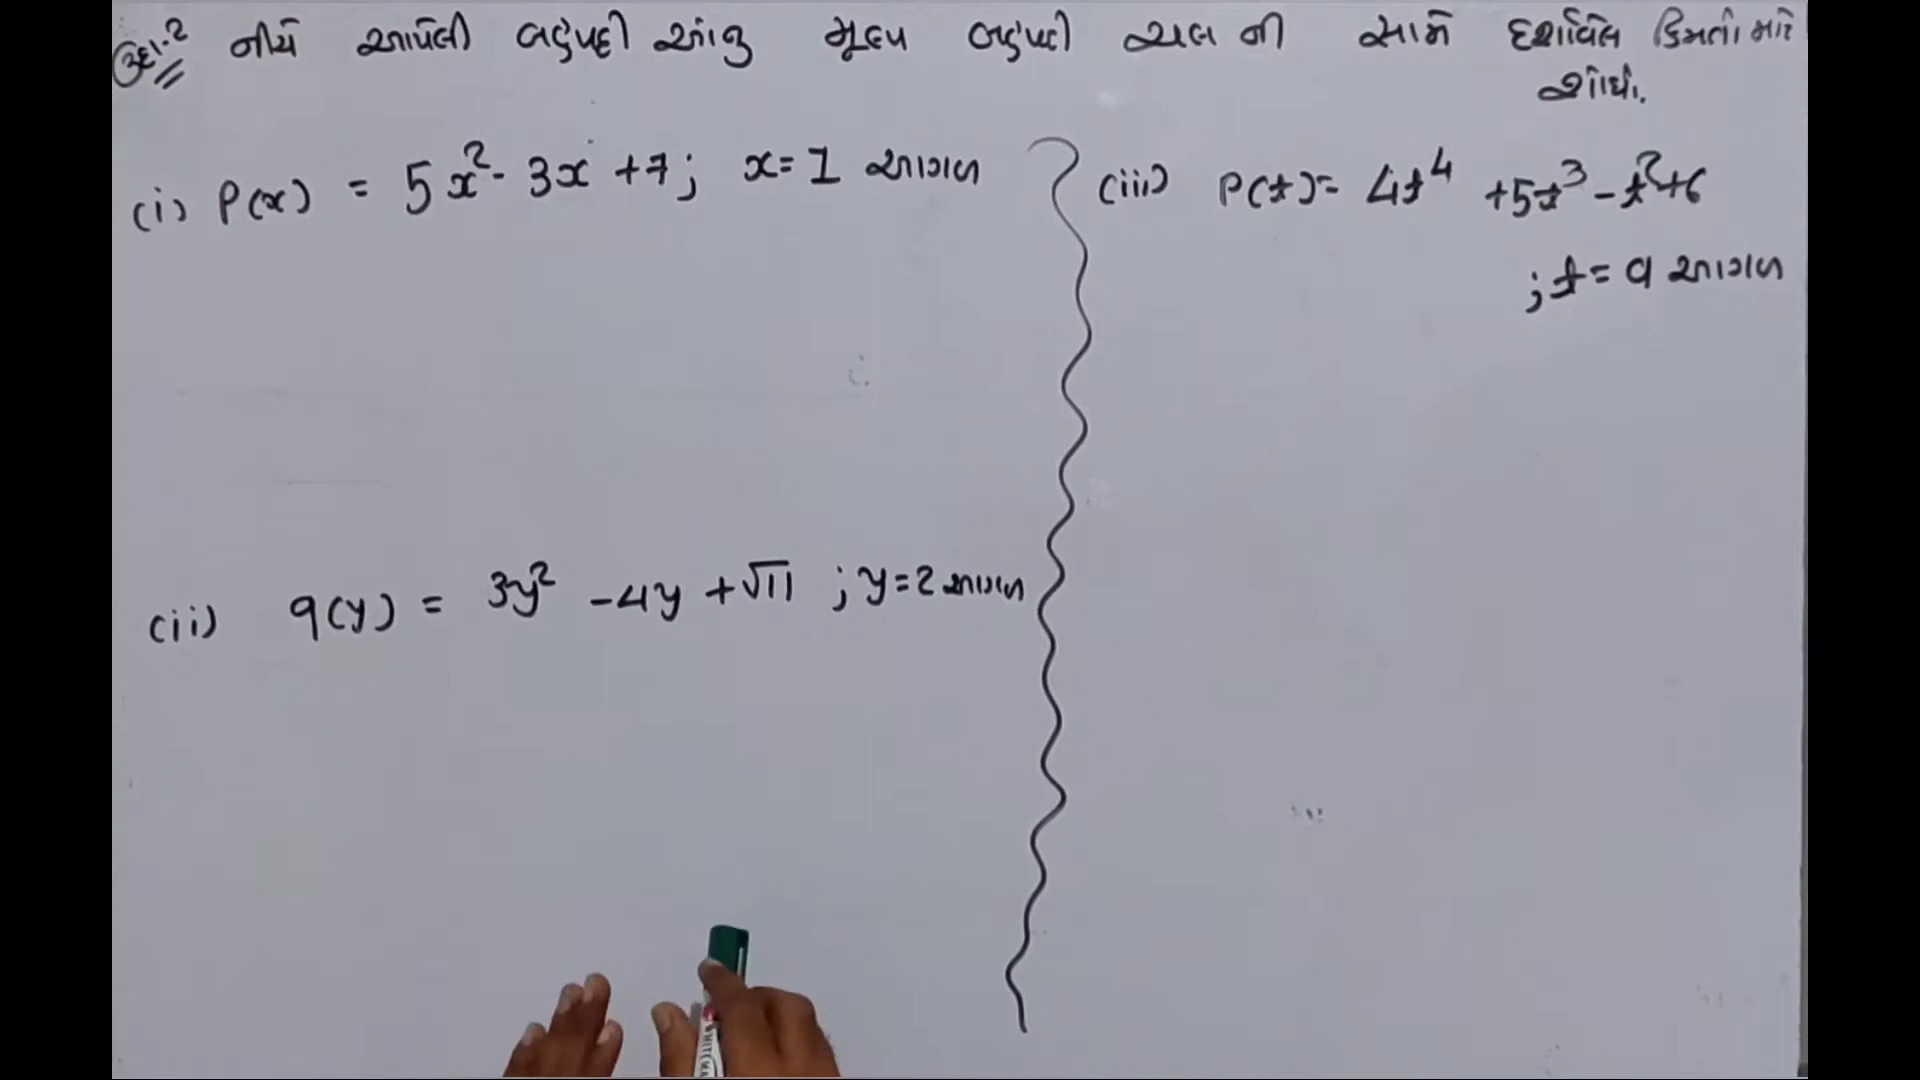 ઉદા.2 નીચે આપેલી બહુપદી ઓનુ મૂલ્ય બહુપદી ચલ ની સામે દર્શાવેલ કિંમતો માટે
શોધો.
(i) P(x) = 5x² - 3x + 7; x = 1 આગળ
(ii) q(y) = 3y² - 4y + √11 ; y = 2 આગળ
(iii) P(t) = 4t⁴ + 5t³ - t² + 6
; t = a આગળ